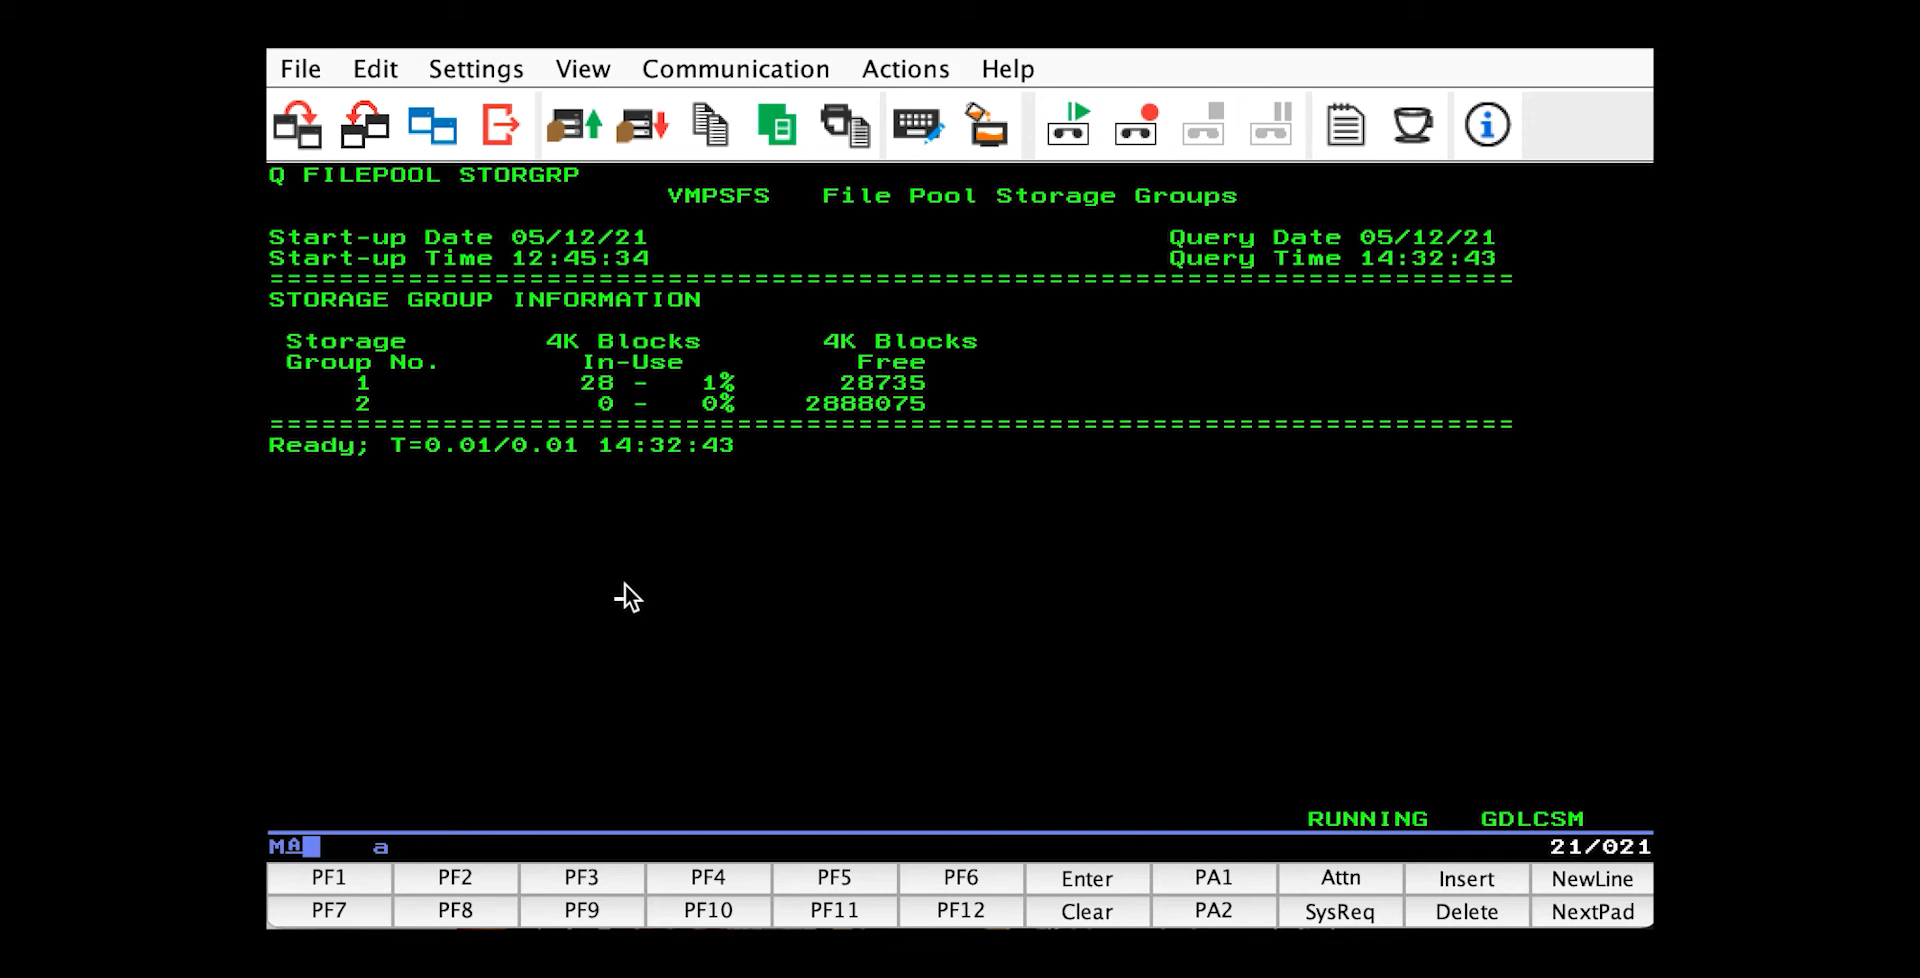 File Edit Settings View Communication Actions Help
Q FILEPOOL STORGRP
VMPSFS File Pool Storage Groups
Start-up Date 05/12/21 Query Date 05/12/21
Start-up Time 12:45:34 Query Time 14:32:43
========================================================================
STORAGE GROUP INFORMATION
Storage 4K Blocks 4K Blocks
Group No. In-Use Free
1 28 - 1% 28735
2 0 - 0% 2888075
========================================================================
Ready; T=0.01/0.01 14:32:43
RUNNING GDLCSM
MA a 21/021
PF1 PF2 PF3 PF4 PF5 PF6 Enter PA1 Attn Insert NewLine
PF7 PF8 PF9 PF10 PF11 PF12 Clear PA2 SysReq Delete NextPad